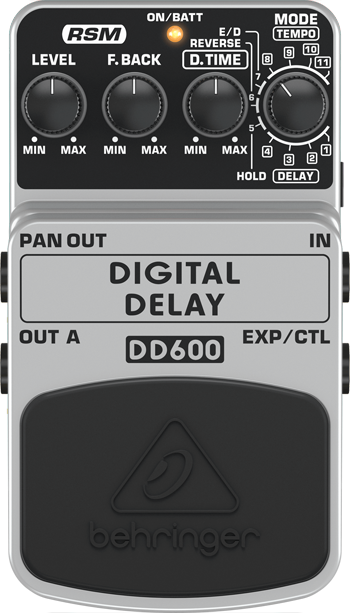 ON/BATT
MODE
TEMPO
RSM
E/D
REVERSE
LEVEL
F. BACK
D. TIME
11
10
9
8
7
6
5
4
3
2
1
MIN MAX
MIN MAX
MIN MAX
HOLD DELAY
PAN OUT
IN
DIGITAL
DELAY
OUT A
EXP/CTL
DD600
behringer